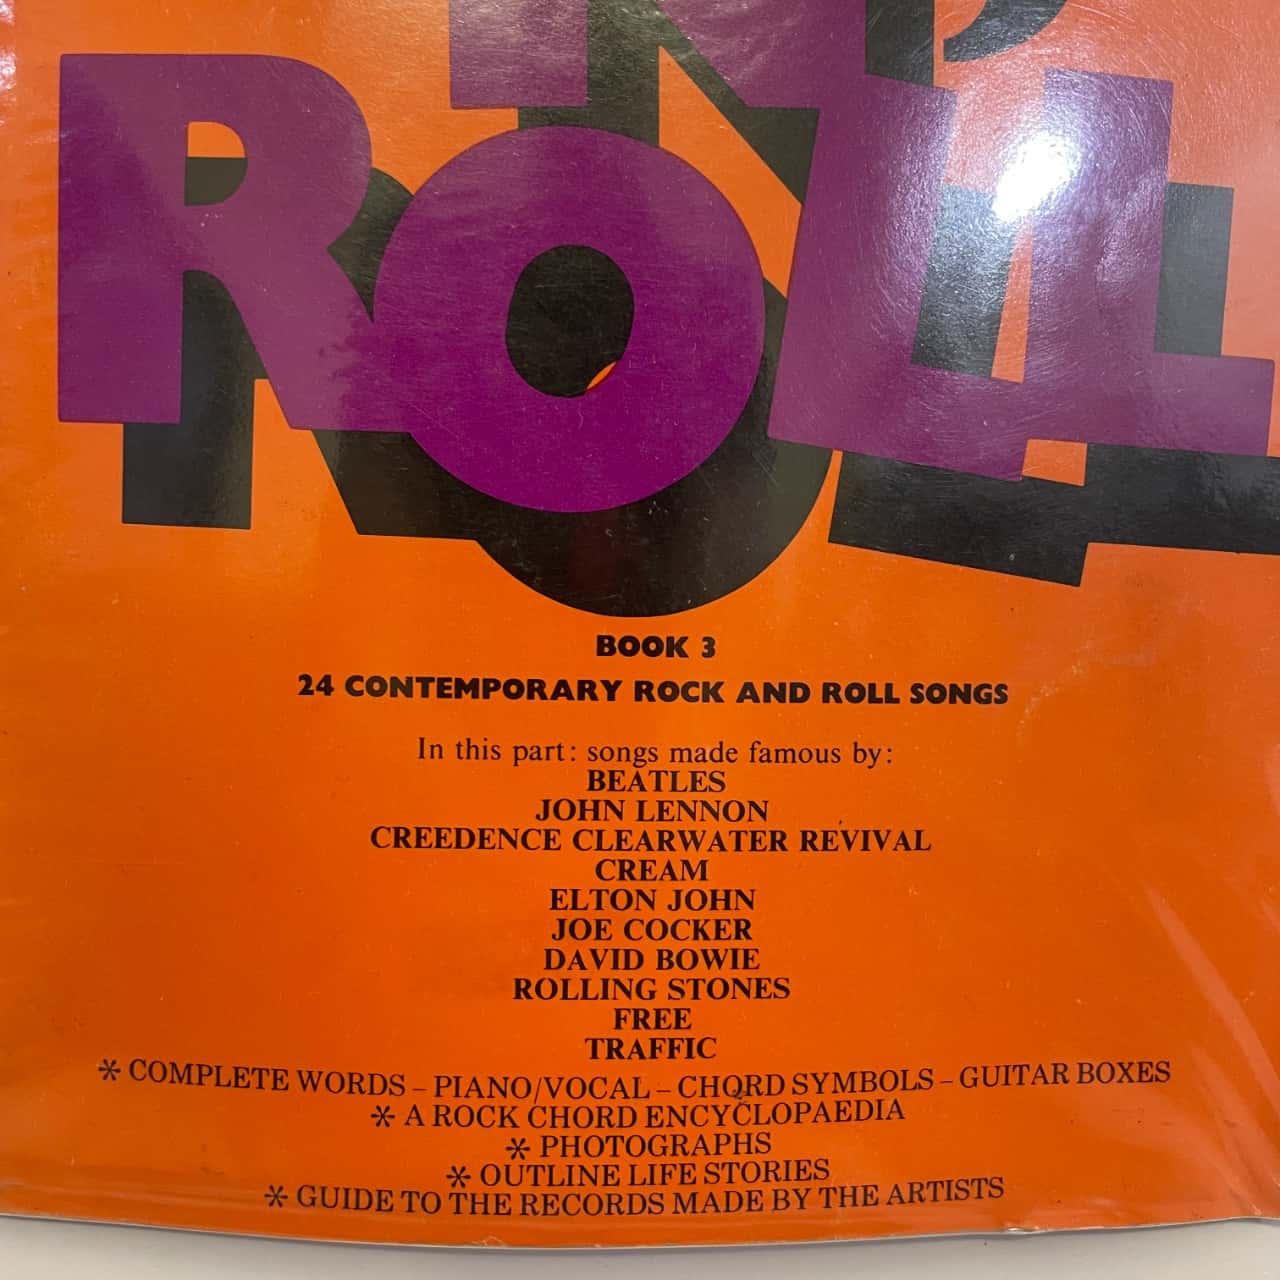 ROLL
BOOK 3
24 CONTEMPORARY ROCK AND ROLL SONGS
In this part: songs made famous by:
BEATLES
JOHN LENNON
CREEDENCE CLEARWATER REVIVAL
CREAM
ELTON JOHN
JOE COCKER
DAVID BOWIE
ROLLING STONES
FREE
TRAFFIC
* COMPLETE WORDS – PIANO/VOCAL – CHORD SYMBOLS – GUITAR BOXES
* A ROCK CHORD ENCYCLOPAEDIA
* PHOTOGRAPHS
* OUTLINE LIFE STORIES
* GUIDE TO THE RECORDS MADE BY THE ARTISTS